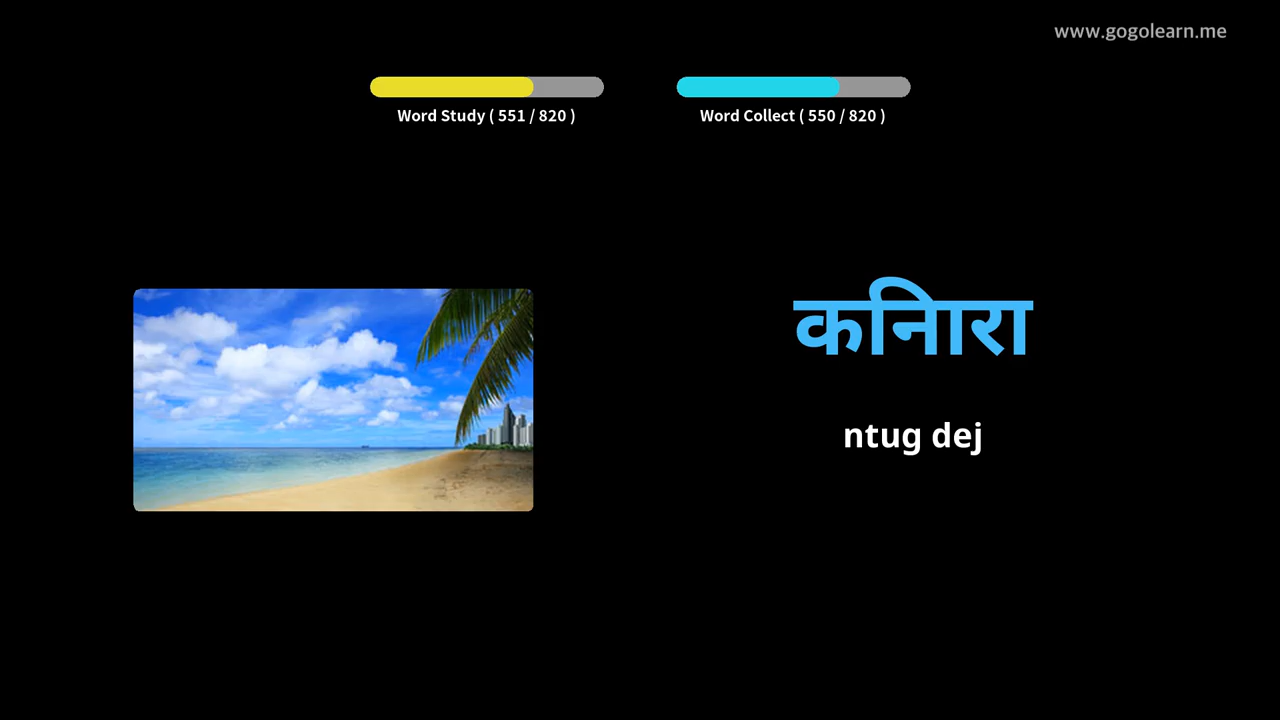 www.gogolearn.me
Word Study ( 551 / 820 )
Word Collect ( 550 / 820 )
किनारा
ntug dej